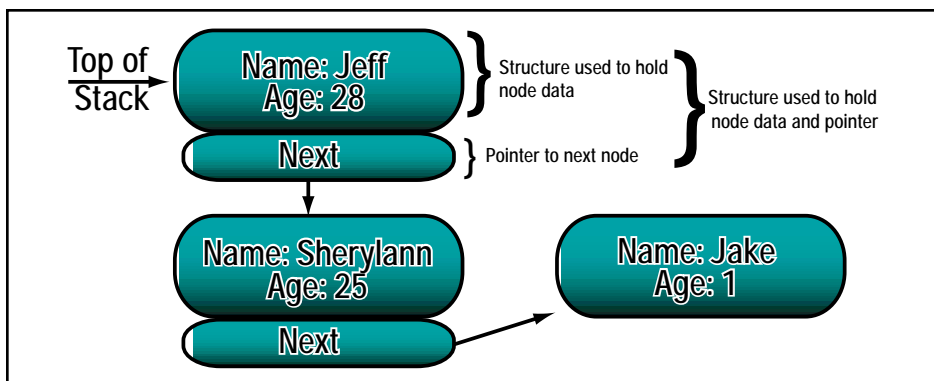 Top of
Stack
Name: Jeff
Age: 28
Structure used to hold
node data
Structure used to hold
node data and pointer
Next
Pointer to next node
Name: Sherylann
Age: 25
Next
Name: Jake
Age: 1